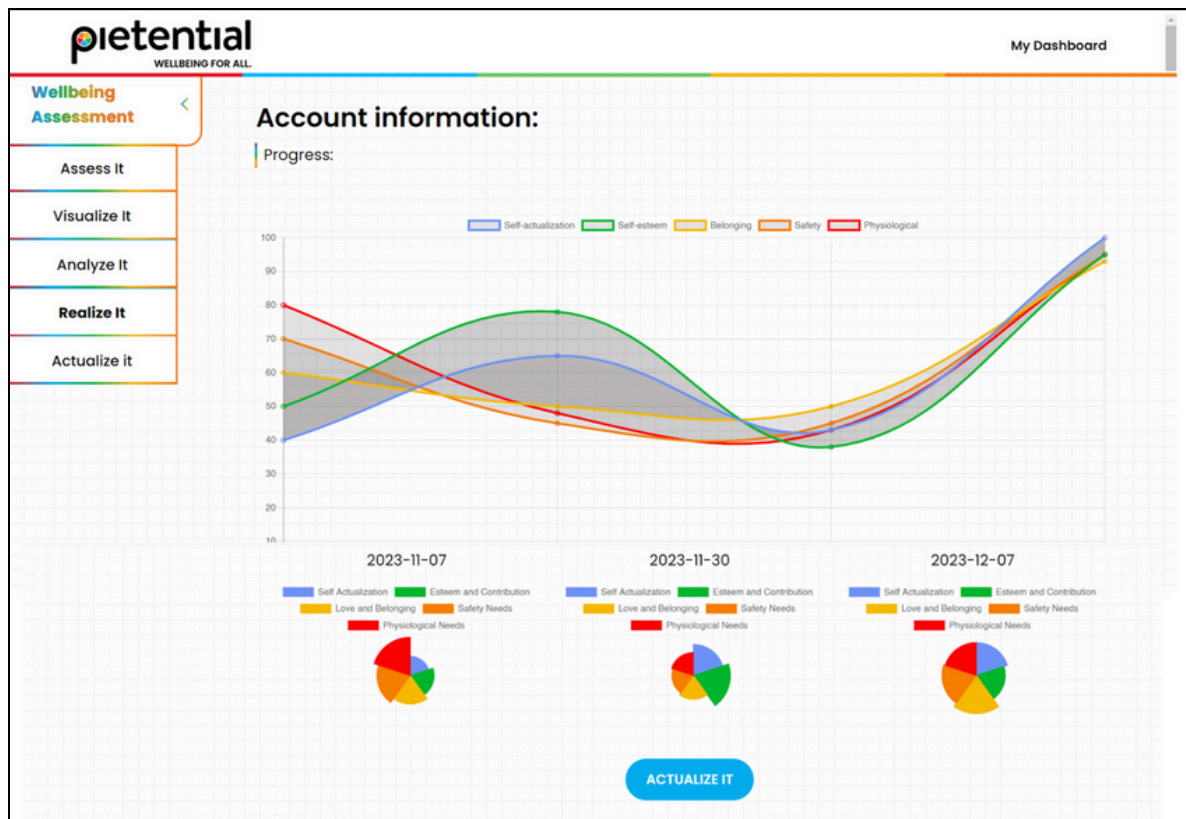 pietential
WELLBEING FOR ALL.
My Dashboard
Wellbeing
Assessment
Assess It
Visualize It
Analyze It
Realize It
Actualize it
Account information:
Progress:
Self-actualization Self-esteem Belonging Safety Physiological
100
90
80
70
60
50
40
30
20
10
2023-11-07 2023-11-30 2023-12-07
Self Actualization Esteem and Contribution
Love and Belonging Safety Needs
Physiological Needs
Self Actualization Esteem and Contribution
Love and Belonging Safety Needs
Physiological Needs
Self Actualization Esteem and Contribution
Love and Belonging Safety Needs
Physiological Needs
ACTUALIZE IT